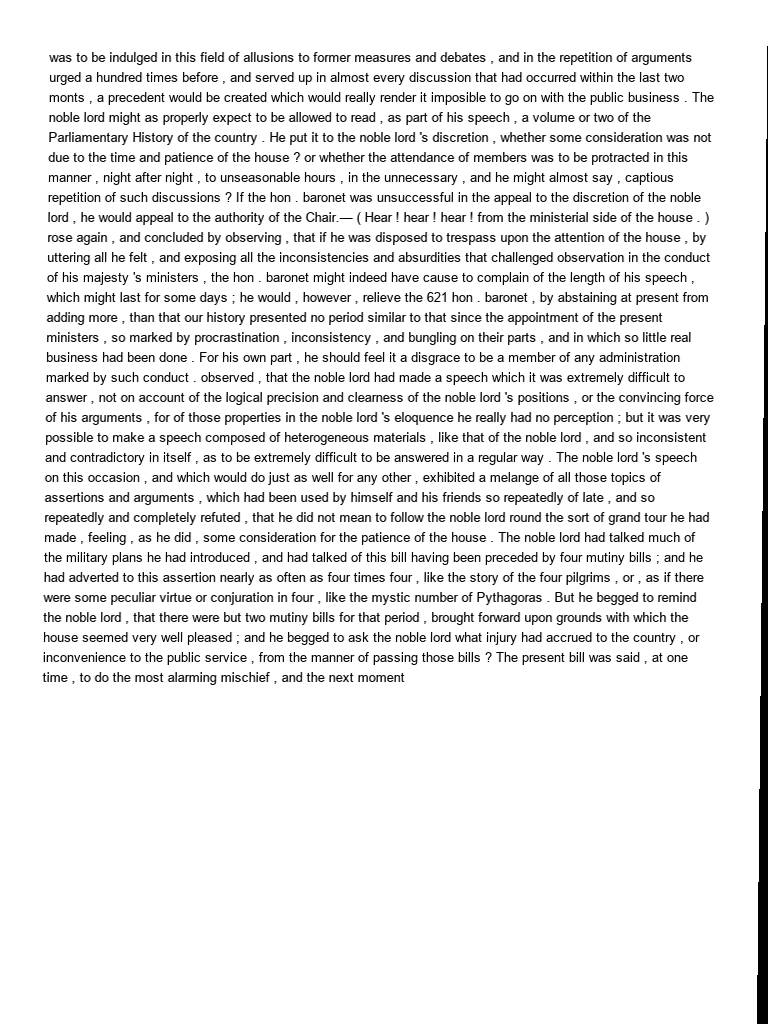 was to be indulged in this field of allusions to former measures and debates , and in the repetition of arguments
urged a hundred times before , and served up in almost every discussion that had occurred within the last two
monts , a precedent would be created which would really render it imposible to go on with the public business . The
noble lord might as properly expect to be allowed to read , as part of his speech , a volume or two of the
Parliamentary History of the country . He put it to the noble lord 's discretion , whether some consideration was not
due to the time and patience of the house ? or whether the attendance of members was to be protracted in this
manner , night after night , to unseasonable hours , in the unnecessary , and he might almost say , captious
repetition of such discussions ? If the hon . baronet was unsuccessful in the appeal to the discretion of the noble
lord , he would appeal to the authority of the Chair.— ( Hear ! hear ! hear ! from the ministerial side of the house . )
rose again , and concluded by observing , that if he was disposed to trespass upon the attention of the house , by
uttering all he felt , and exposing all the inconsistencies and absurdities that challenged observation in the conduct
of his majesty 's ministers , the hon . baronet might indeed have cause to complain of the length of his speech ,
which might last for some days ; he would , however , relieve the 621 hon . baronet , by abstaining at present from
adding more , than that our history presented no period similar to that since the appointment of the present
ministers , so marked by procrastination , inconsistency , and bungling on their parts , and in which so little real
business had been done . For his own part , he should feel it a disgrace to be a member of any administration
marked by such conduct . observed , that the noble lord had made a speech which it was extremely difficult to
answer , not on account of the logical precision and clearness of the noble lord 's positions , or the convincing force
of his arguments , for of those properties in the noble lord 's eloquence he really had no perception ; but it was very
possible to make a speech composed of heterogeneous materials , like that of the noble lord , and so inconsistent
and contradictory in itself , as to be extremely difficult to be answered in a regular way . The noble lord 's speech
on this occasion , and which would do just as well for any other , exhibited a melange of all those topics of
assertions and arguments , which had been used by himself and his friends so repeatedly of late , and so
repeatedly and completely refuted , that he did not mean to follow the noble lord round the sort of grand tour he had
made , feeling , as he did , some consideration for the patience of the house . The noble lord had talked much of
the military plans he had introduced , and had talked of this bill having been preceded by four mutiny bills ; and he
had adverted to this assertion nearly as often as four times four , like the story of the four pilgrims , or , as if there
were some peculiar virtue or conjuration in four , like the mystic number of Pythagoras . But he begged to remind
the noble lord , that there were but two mutiny bills for that period , brought forward upon grounds with which the
house seemed very well pleased ; and he begged to ask the noble lord what injury had accrued to the country , or
inconvenience to the public service , from the manner of passing those bills ? The present bill was said , at one
time , to do the most alarming mischief , and the next moment